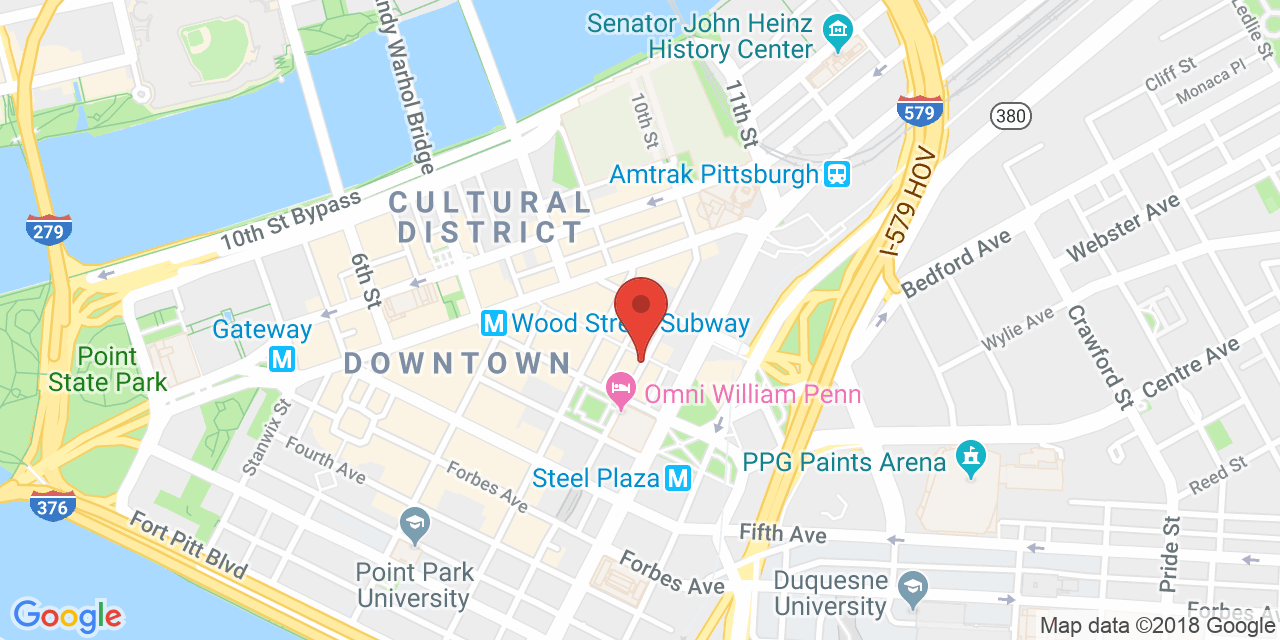 Senator John Heinz
History Center
Ledlie St
Cliff St
Monaca Pl
Andy Warhol Bridge
10th St
11th St
579
380
Amtrak Pittsburgh
I-579 HOV
CULTURAL
DISTRICT
10th St Bypass
279
6th St
Webster Ave
Bedford Ave
Gateway
M
M Wood Street Subway
Wylie Ave
Crawford St
Centre Ave
Point
State Park
DOWNTOWN
Omni William Penn
Stanwix St
Fourth Ave
Forbes Ave
Steel Plaza M
PPG Paints Arena
Reed St
376
Fort Pitt Blvd
Fifth Ave
Pride St
Point Park
University
Forbes Ave
Duquesne
University
Forbes A
Google
Map data ©2018 Google